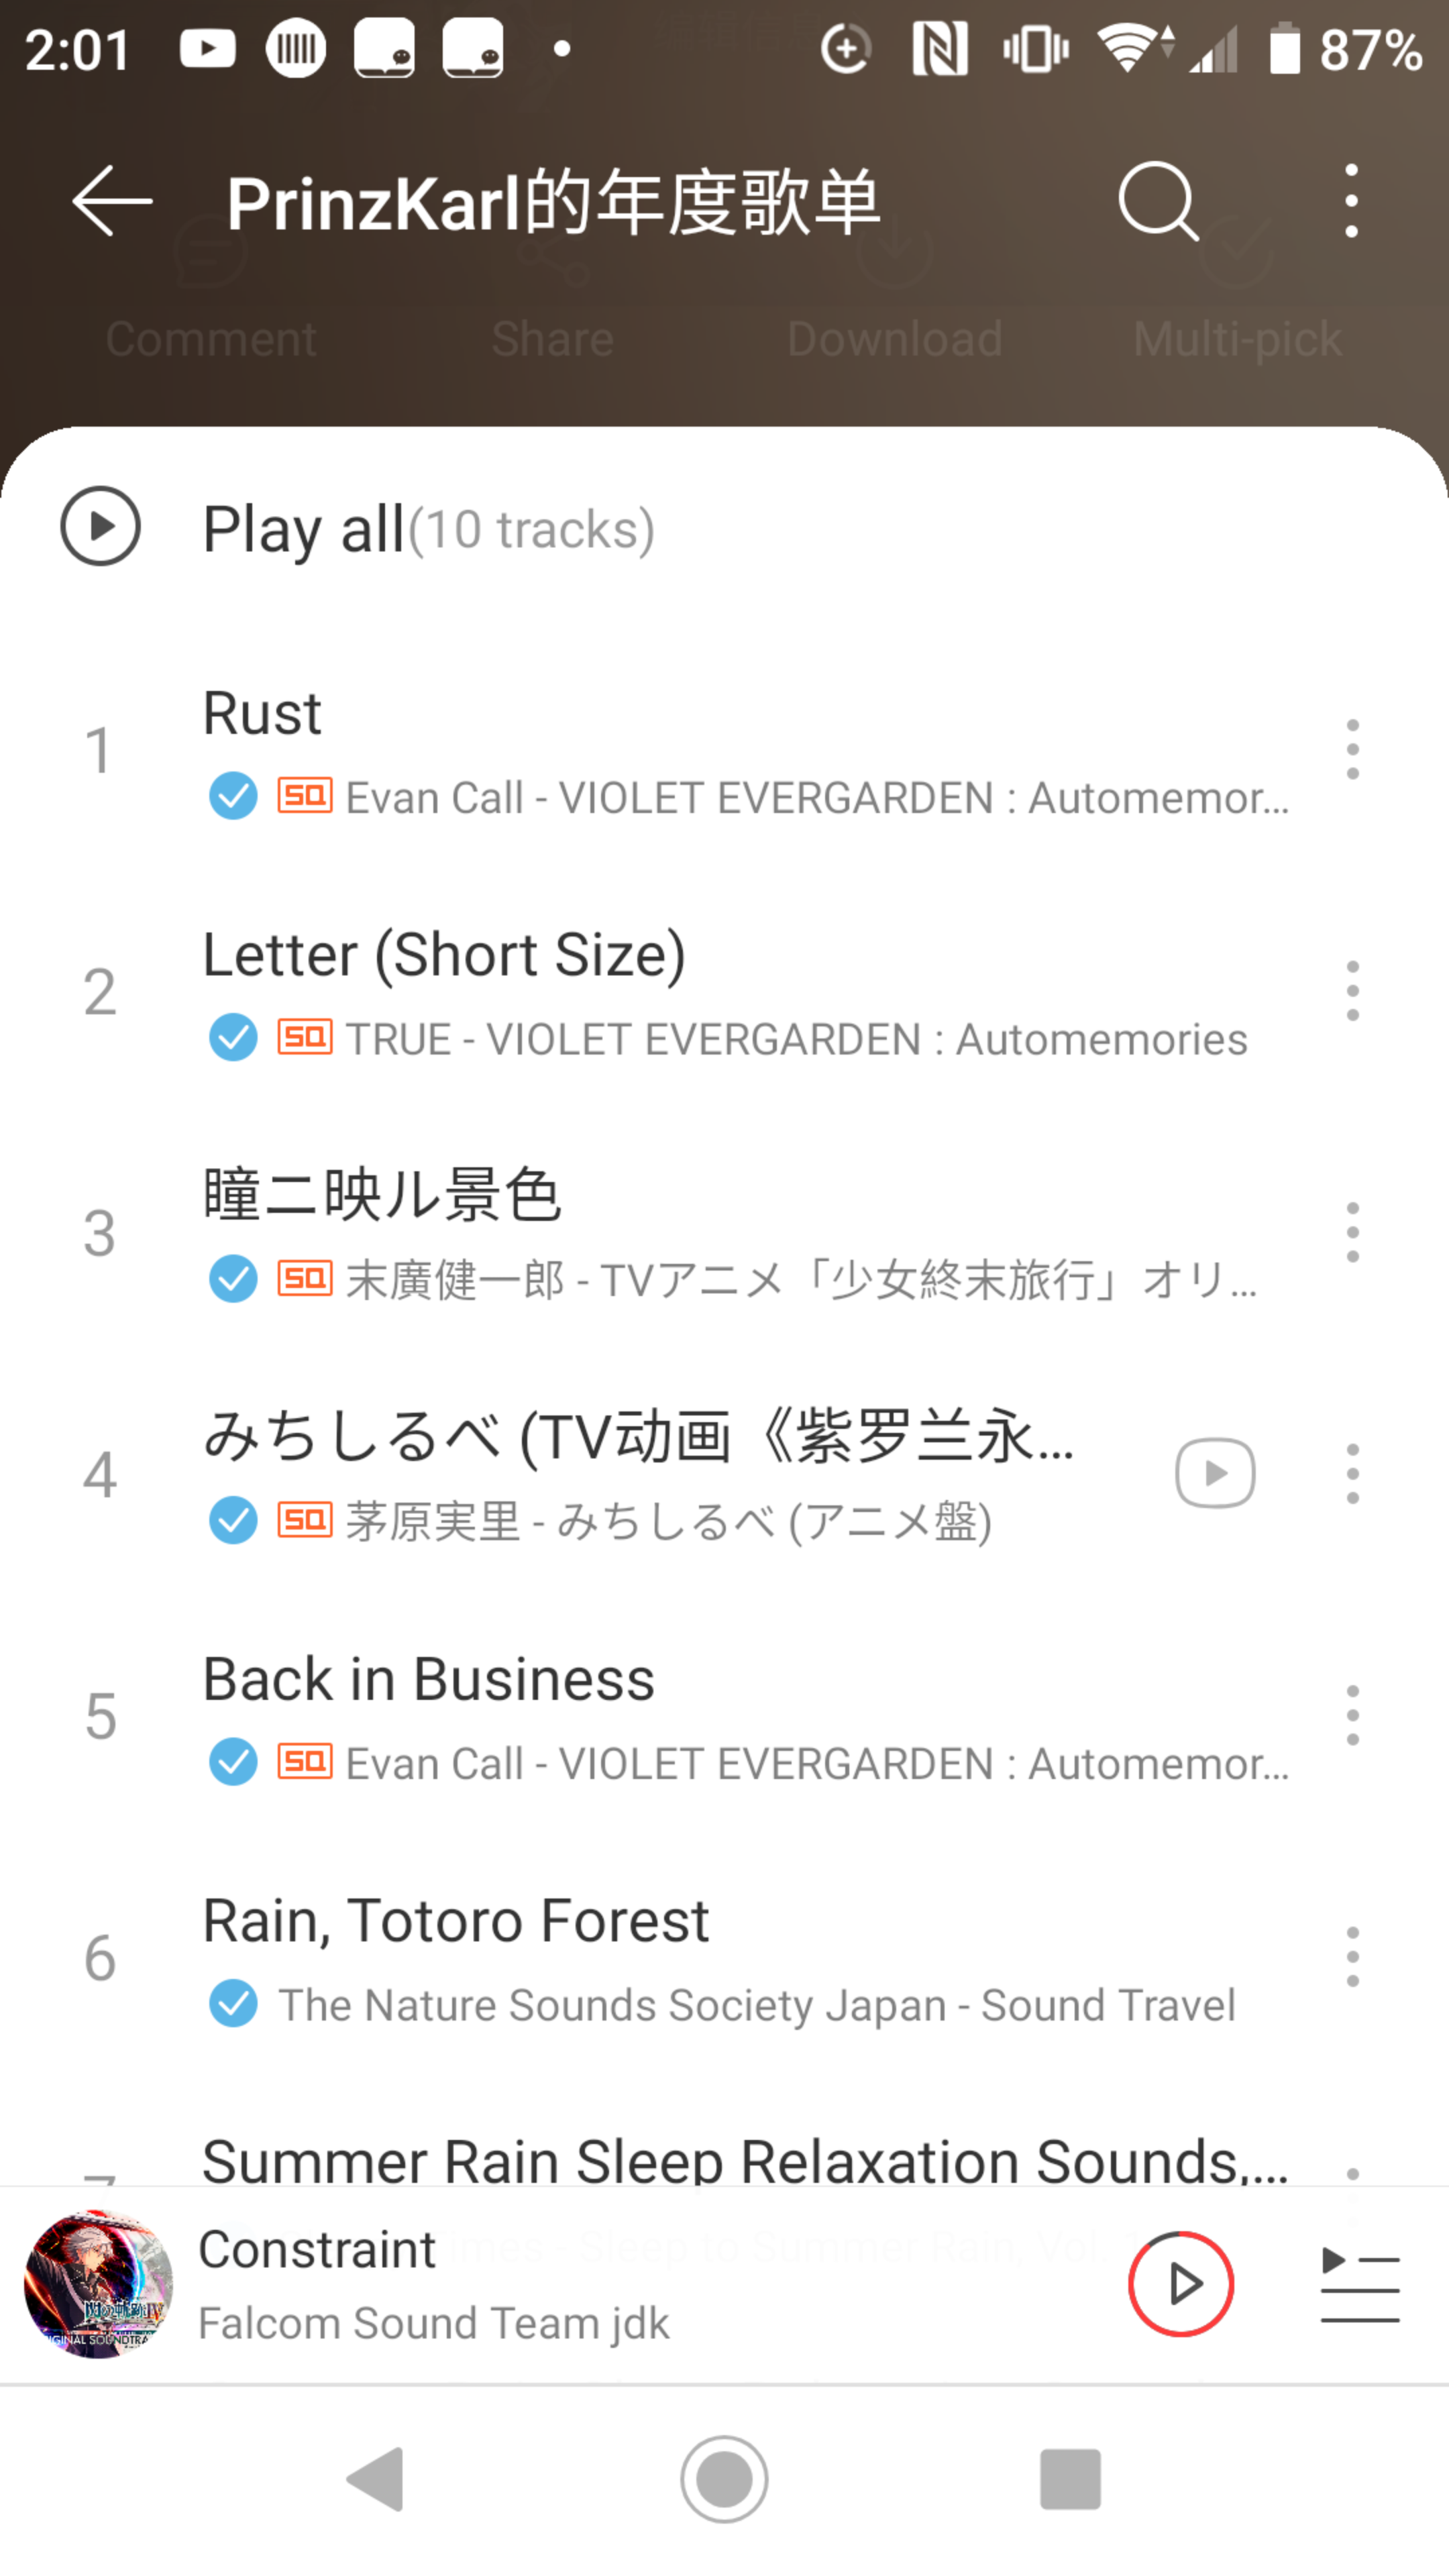 2:01
87%
PrinzKarl的年度歌单
Comment Share Download Multi-pick
Play all(10 tracks)
1
Rust
SQ Evan Call - VIOLET EVERGARDEN : Automemor...
2
Letter (Short Size)
SQ TRUE - VIOLET EVERGARDEN : Automemories
3
瞳ニ映ル景色
SQ 末廣健一郎 - TVアニメ「少女終末旅行」オリ...
4
みちしるべ (TV动画《紫罗兰永...
SQ 茅原実里 - みちしるべ (アニメ盤)
5
Back in Business
SQ Evan Call - VIOLET EVERGARDEN : Automemor...
6
Rain, Totoro Forest
The Nature Sounds Society Japan - Sound Travel
7
Summer Rain Sleep Relaxation Sounds,...
Constraint
Falcom Sound Team jdk